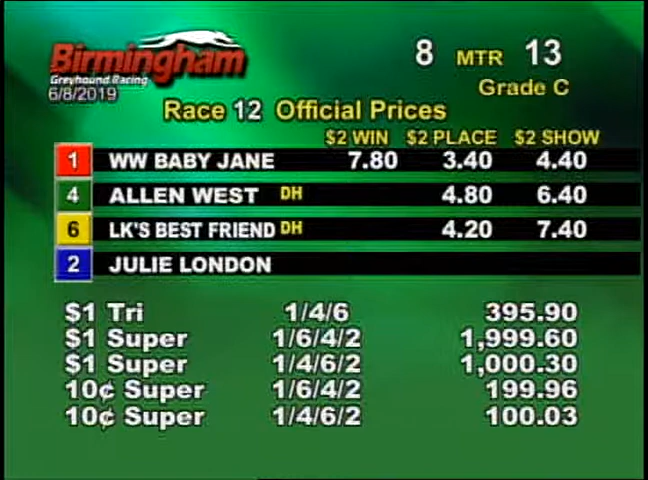 Birmingham
Greyhound Racing
6/8/2019
8 MTR 13
Grade C
Race 12 Official Prices
$2 WIN $2 PLACE $2 SHOW
1 WW BABY JANE 7.80 3.40 4.40
4 ALLEN WEST DH 4.80 6.40
6 LK'S BEST FRIEND DH 4.20 7.40
2 JULIE LONDON
$1 Tri 1/4/6 395.90
$1 Super 1/6/4/2 1,999.60
$1 Super 1/4/6/2 1,000.30
10¢ Super 1/6/4/2 199.96
10¢ Super 1/4/6/2 100.03